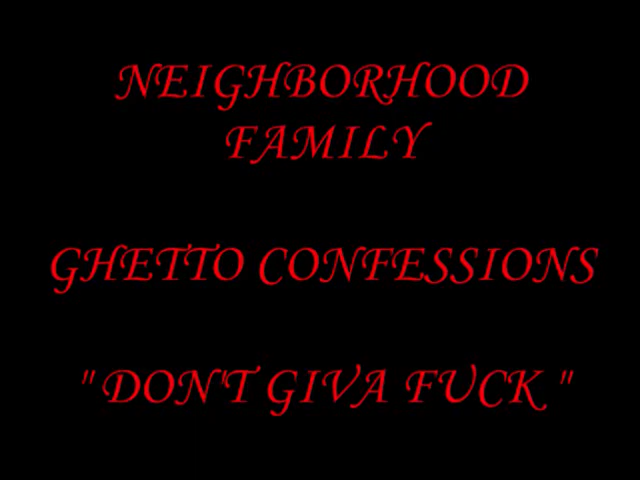 NEIGHBORHOOD
FAMILY
GHETTO CONFESSIONS
" DON'T GIVA FUCK "